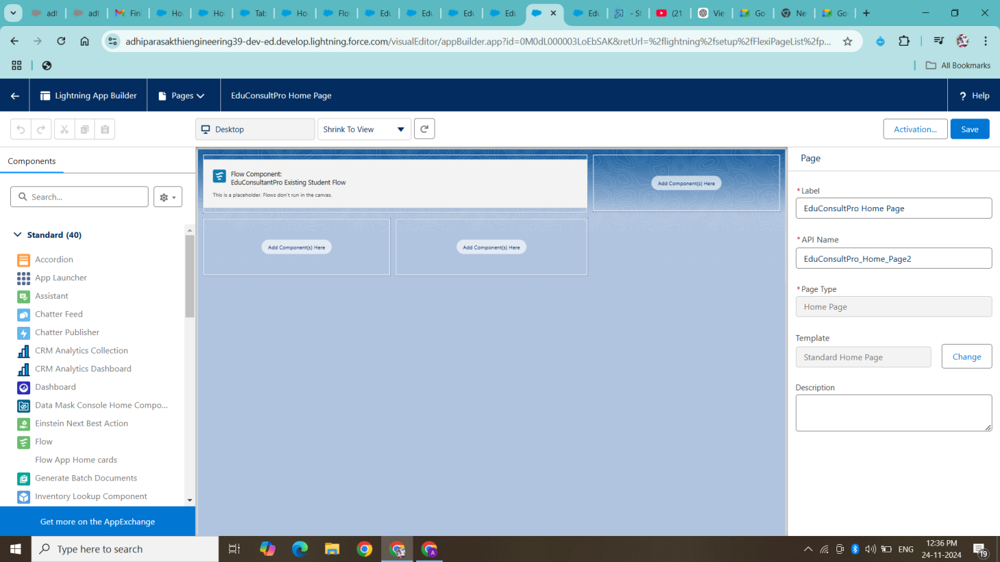 adl
adl
Fin
Ho
Ho
Tab
Ho
Flo
Edu
Edu
Edu
Edu
Edu
- St
(21
Vie
Go
Ne
Go
adhiparasakthiengineering39-dev-ed.develop.lightning.force.com/visualEditor/appBuilder.app?id=0M0dL000003LoEbSAK&retUrl=%2flightning%2fsetup%2fFlexiPageList%2fp...
All Bookmarks
Lightning App Builder
Pages
EduConsultPro Home Page
? Help
Desktop
Shrink To View
Activation...
Save
Components
Search...
Standard (40)
Accordion
App Launcher
Assistant
Chatter Feed
Chatter Publisher
CRM Analytics Collection
CRM Analytics Dashboard
Dashboard
Data Mask Console Home Compo...
Einstein Next Best Action
Flow
Flow App Home cards
Generate Batch Documents
Inventory Lookup Component
Get more on the AppExchange
Flow Component:
EduConsultantPro Existing Student Flow
This is a placeholder. Flows don't run in the canvas.
Add Component(s) Here
Add Component(s) Here
Add Component(s) Here
Page
*Label
EduConsultPro Home Page
*API Name
EduConsultPro_Home_Page2
*Page Type
Home Page
Template
Standard Home Page
Change
Description
Type here to search
A
ENG
12:36 PM
24-11-2024
19